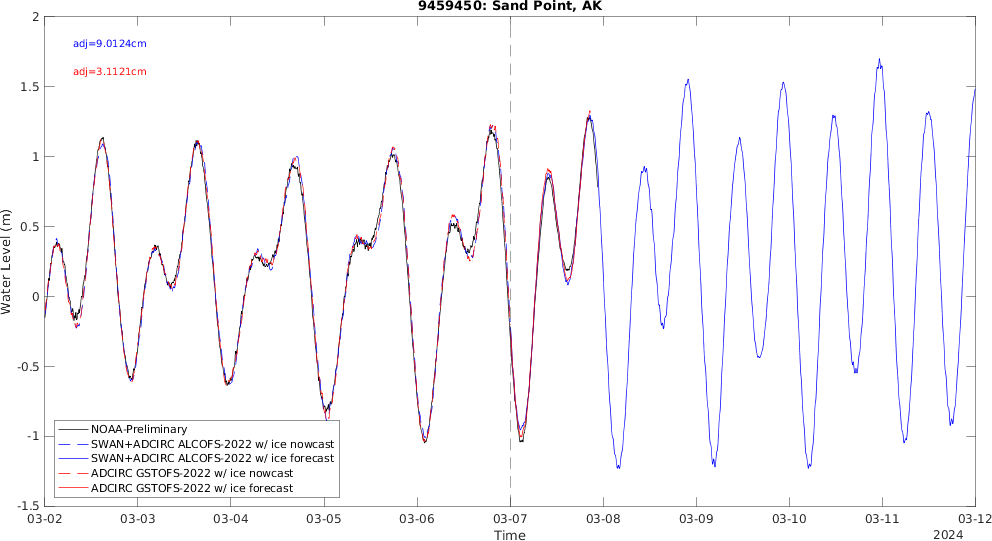 9459450: Sand Point, AK
adj=9.0124cm
adj=3.1121cm
2
1.5
1
0.5
0
-0.5
-1
-1.5
Water Level (m)
NOAA-Preliminary
SWAN+ADCIRC ALCOFS-2022 w/ ice nowcast
SWAN+ADCIRC ALCOFS-2022 w/ ice forecast
ADCIRC GSTOFS-2022 w/ ice nowcast
ADCIRC GSTOFS-2022 w/ ice forecast
03-02 03-03 03-04 03-05 03-06 03-07 03-08 03-09 03-10 03-11 03-12
Time
2024